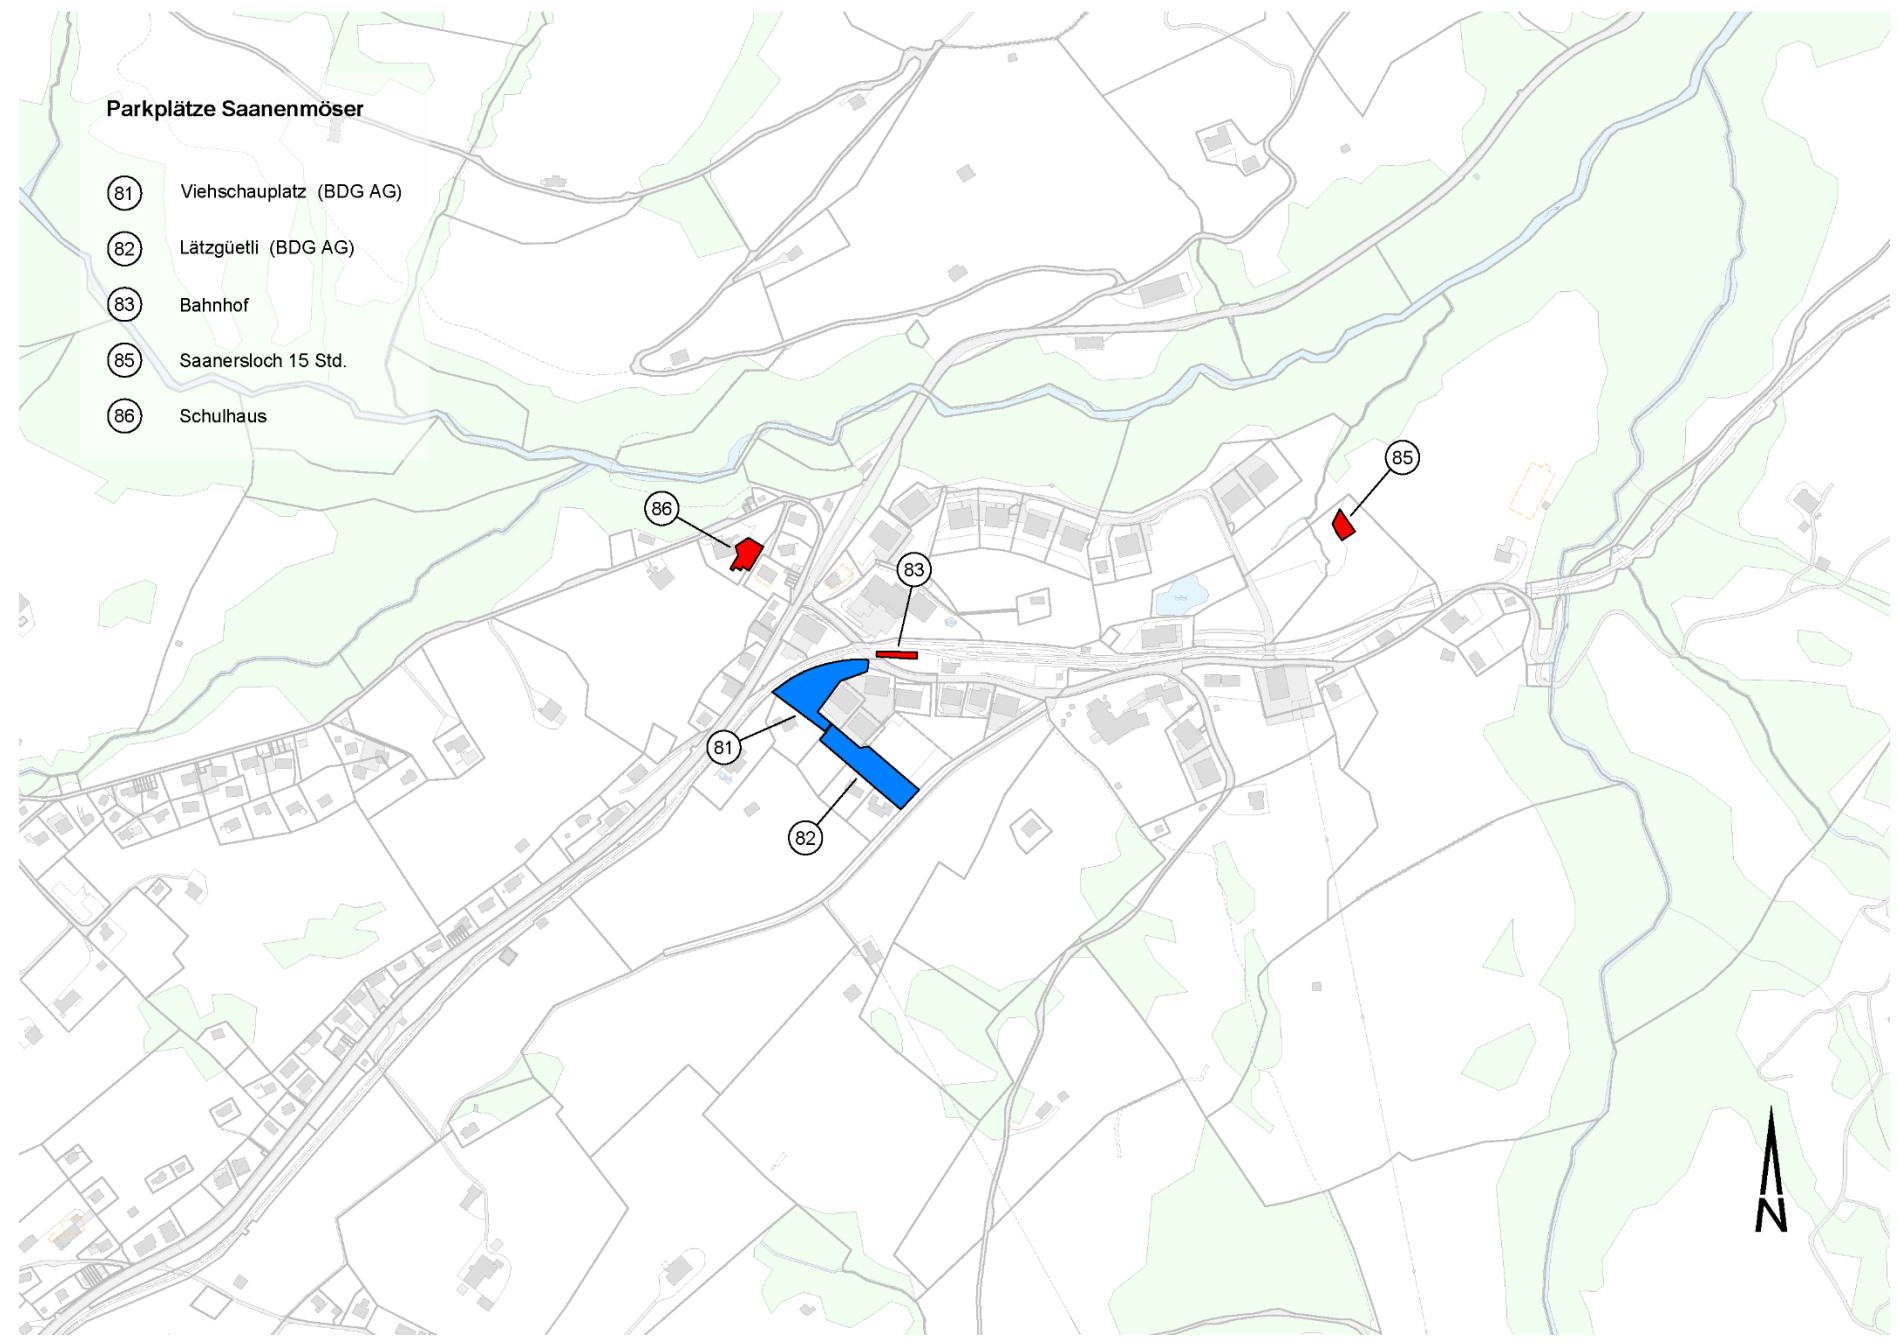 Parkplätze Saanenmöser
81 Viehschauplatz (BDG AG)
82 Lätzgüetli (BDG AG)
83 Bahnhof
85 Saanersloch 15 Std.
86 Schulhaus
85
86
83
81
82
N